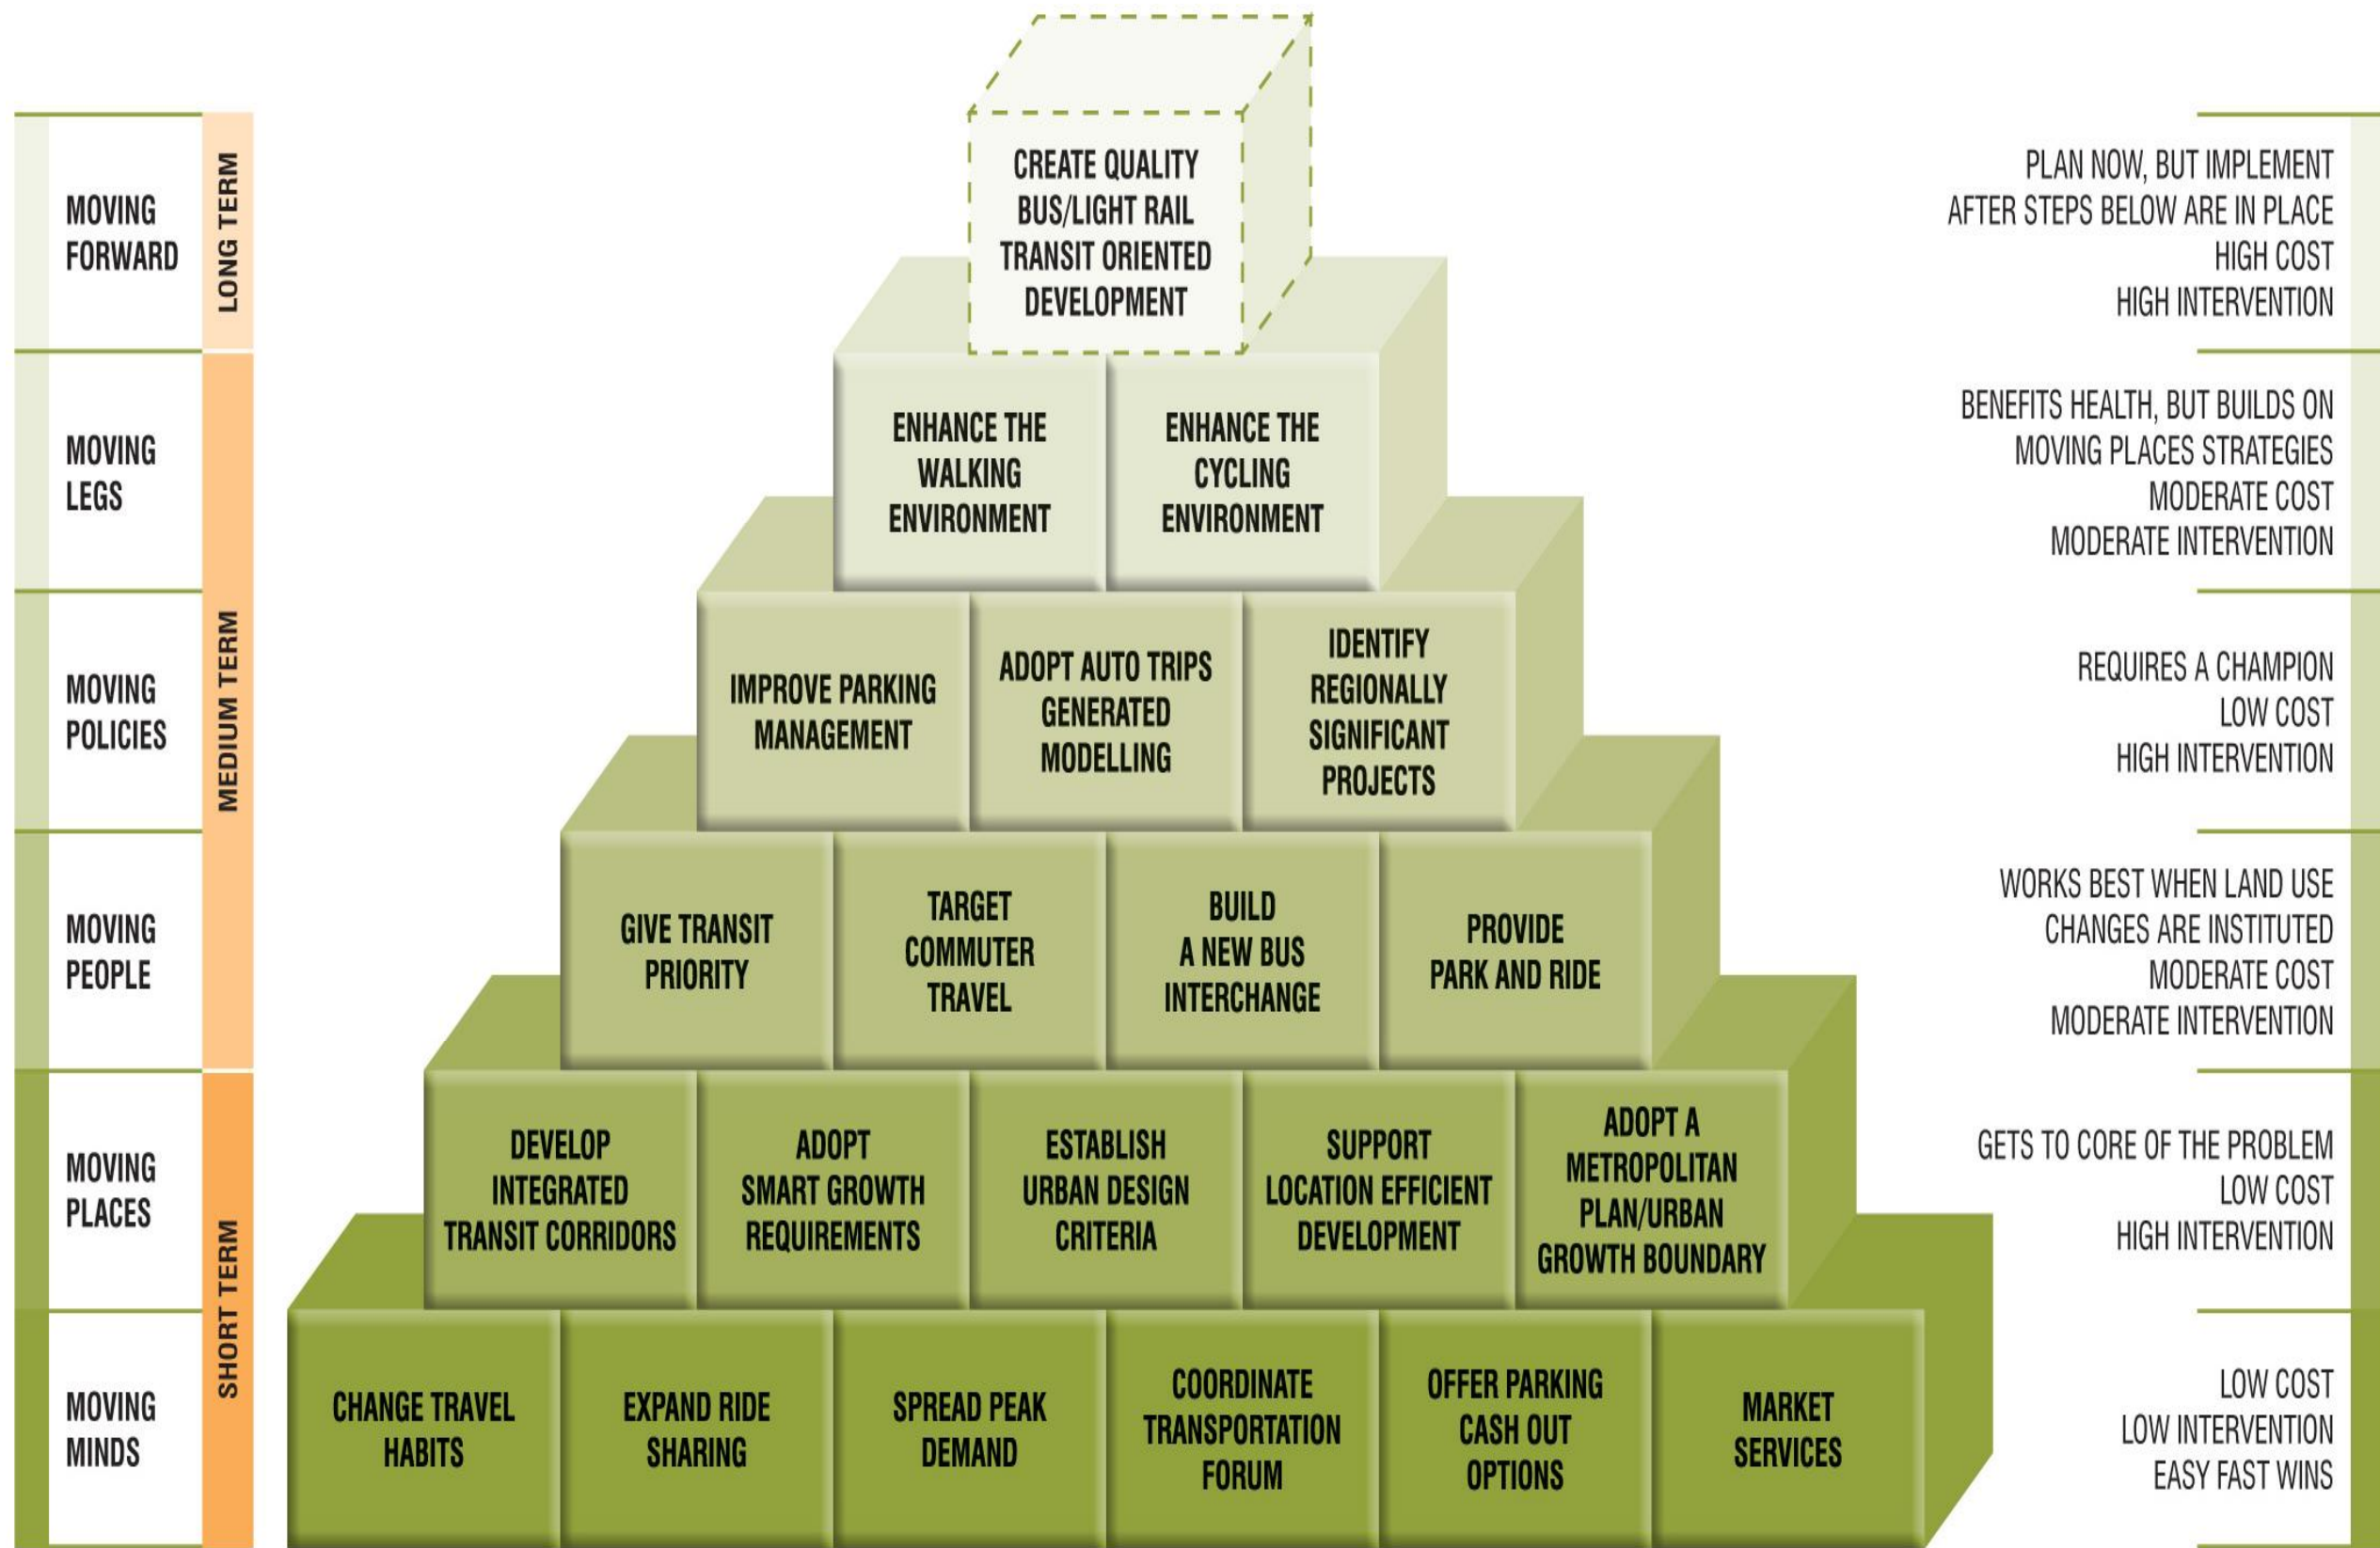 MOVING
FORWARD
LONG TERM
CREATE QUALITY
BUS/LIGHT RAIL
TRANSIT ORIENTED
DEVELOPMENT
PLAN NOW, BUT IMPLEMENT
AFTER STEPS BELOW ARE IN PLACE
HIGH COST
HIGH INTERVENTION
MOVING
LEGS
MEDIUM TERM
ENHANCE THE
WALKING
ENVIRONMENT
ENHANCE THE
CYCLING
ENVIRONMENT
BENEFITS HEALTH, BUT BUILDS ON
MOVING PLACES STRATEGIES
MODERATE COST
MODERATE INTERVENTION
MOVING
POLICIES
IMPROVE PARKING
MANAGEMENT
ADOPT AUTO TRIPS
GENERATED
MODELLING
IDENTIFY
REGIONALLY
SIGNIFICANT
PROJECTS
REQUIRES A CHAMPION
LOW COST
HIGH INTERVENTION
MOVING
PEOPLE
GIVE TRANSIT
PRIORITY
TARGET
COMMUTER
TRAVEL
BUILD
A NEW BUS
INTERCHANGE
PROVIDE
PARK AND RIDE
WORKS BEST WHEN LAND USE
CHANGES ARE INSTITUTED
MODERATE COST
MODERATE INTERVENTION
MOVING
PLACES
SHORT TERM
DEVELOP
INTEGRATED
TRANSIT CORRIDORS
ADOPT
SMART GROWTH
REQUIREMENTS
ESTABLISH
URBAN DESIGN
CRITERIA
SUPPORT
LOCATION EFFICIENT
DEVELOPMENT
ADOPT A
METROPOLITAN
PLAN/URBAN
GROWTH BOUNDARY
GETS TO CORE OF THE PROBLEM
LOW COST
HIGH INTERVENTION
MOVING
MINDS
CHANGE TRAVEL
HABITS
EXPAND RIDE
SHARING
SPREAD PEAK
DEMAND
COORDINATE
TRANSPORTATION
FORUM
OFFER PARKING
CASH OUT
OPTIONS
MARKET
SERVICES
LOW COST
LOW INTERVENTION
EASY FAST WINS